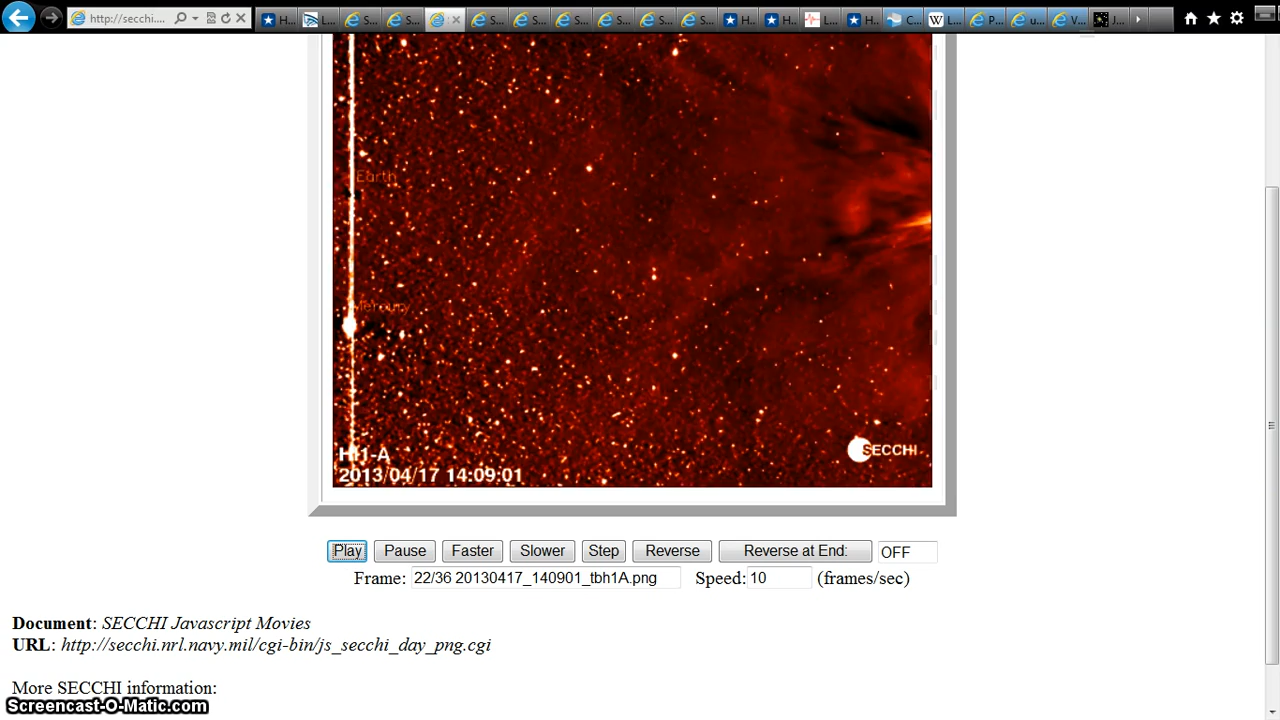 http://secchi.
H...
L...
S...
S...
S...
S...
S...
S...
S...
S...
H...
H...
L...
H...
C...
L...
P...
u...
V...
J...
Earth
Mercury
HI1-A
SECCHI
2013/04/17 14:09:01
Play Pause Faster Slower Step Reverse Reverse at End: OFF
Frame: 22/36 20130417_140901_tbh1A.png Speed: 10 (frames/sec)
Document: SECCHI Javascript Movies
URL: http://secchi.nrl.navy.mil/cgi-bin/js_secchi_day_png.cgi
More SECCHI information:
Screencast-O-Matic.com